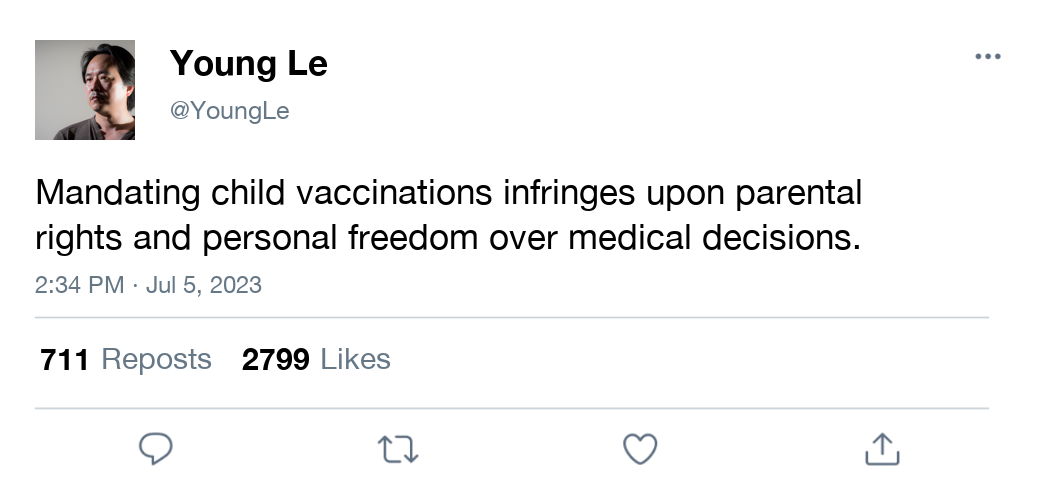 Young Le
@YoungLe
Mandating child vaccinations infringes upon parental
rights and personal freedom over medical decisions.
2:34 PM · Jul 5, 2023
711 Reposts 2799 Likes